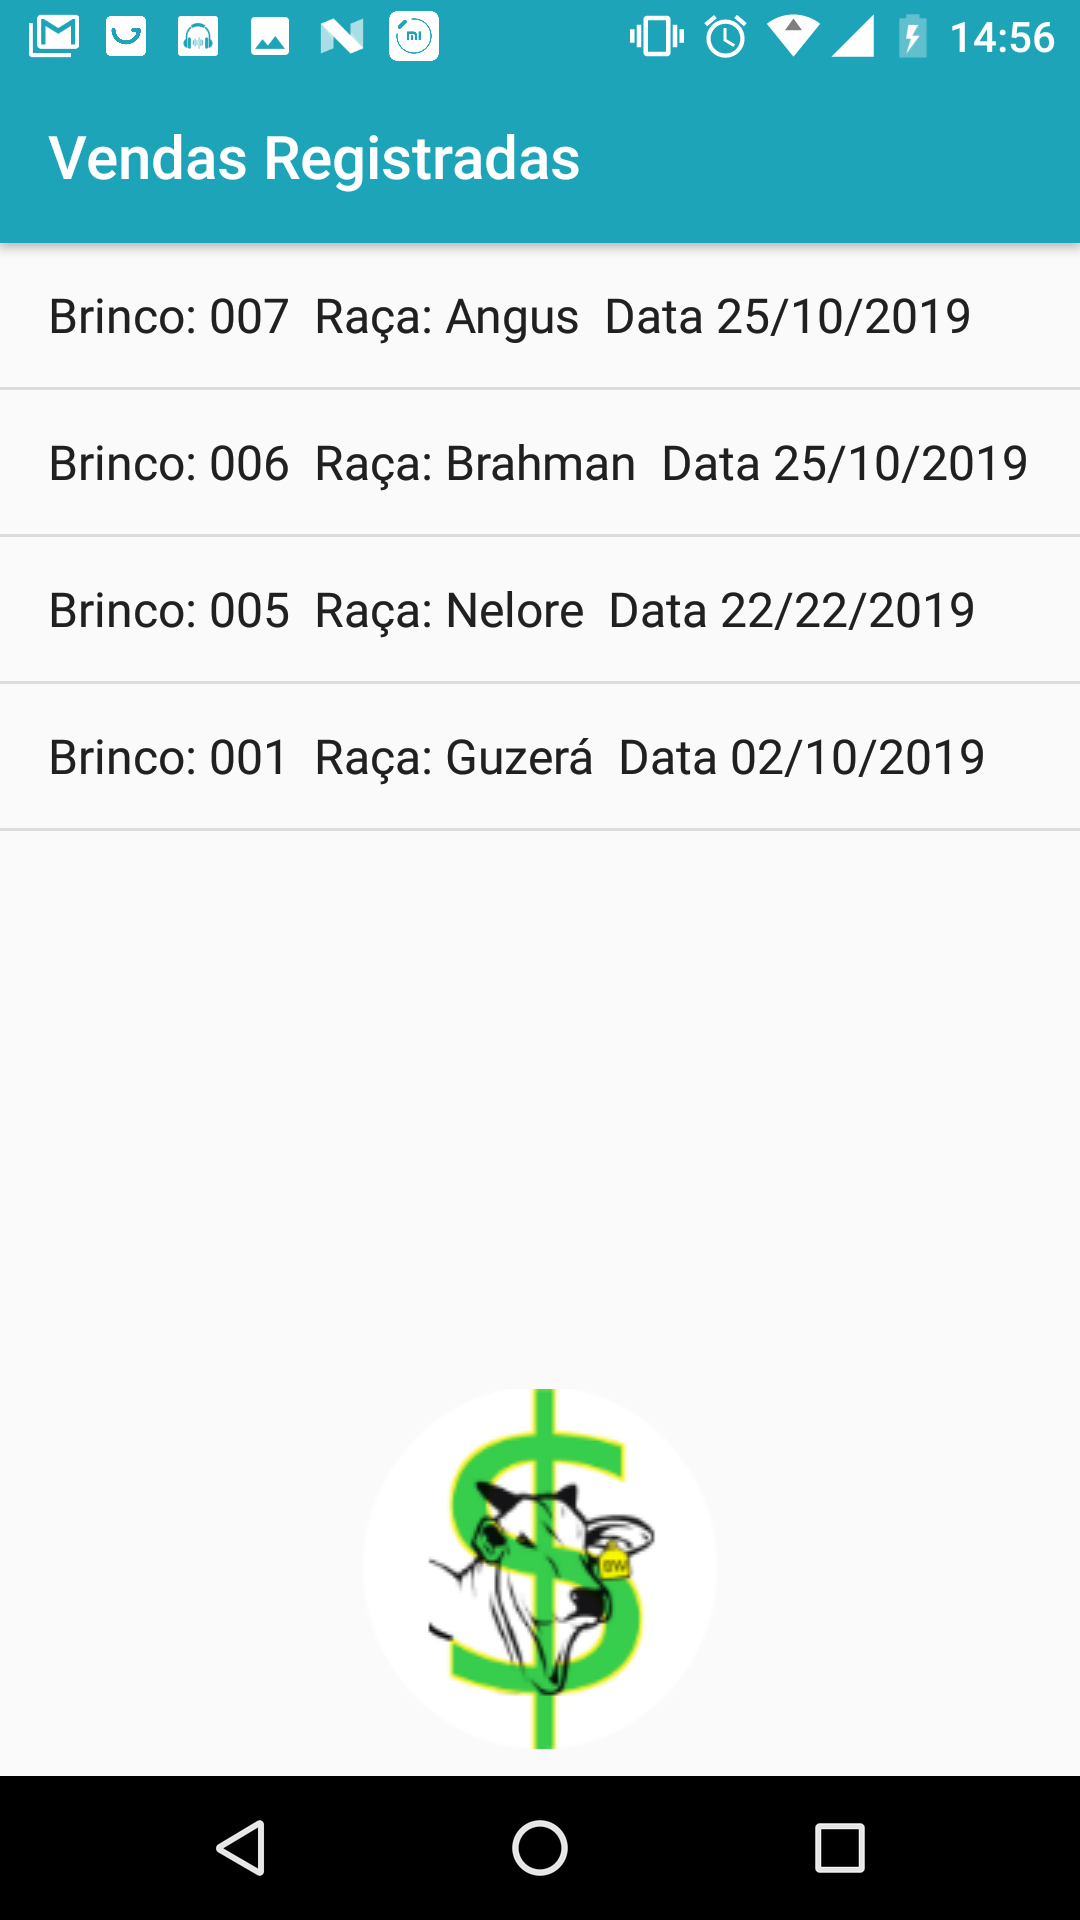 14:56
Vendas Registradas
Brinco: 007 Raça: Angus Data 25/10/2019
Brinco: 006 Raça: Brahman Data 25/10/2019
Brinco: 005 Raça: Nelore Data 22/22/2019
Brinco: 001 Raça: Guzerá Data 02/10/2019
$
BW